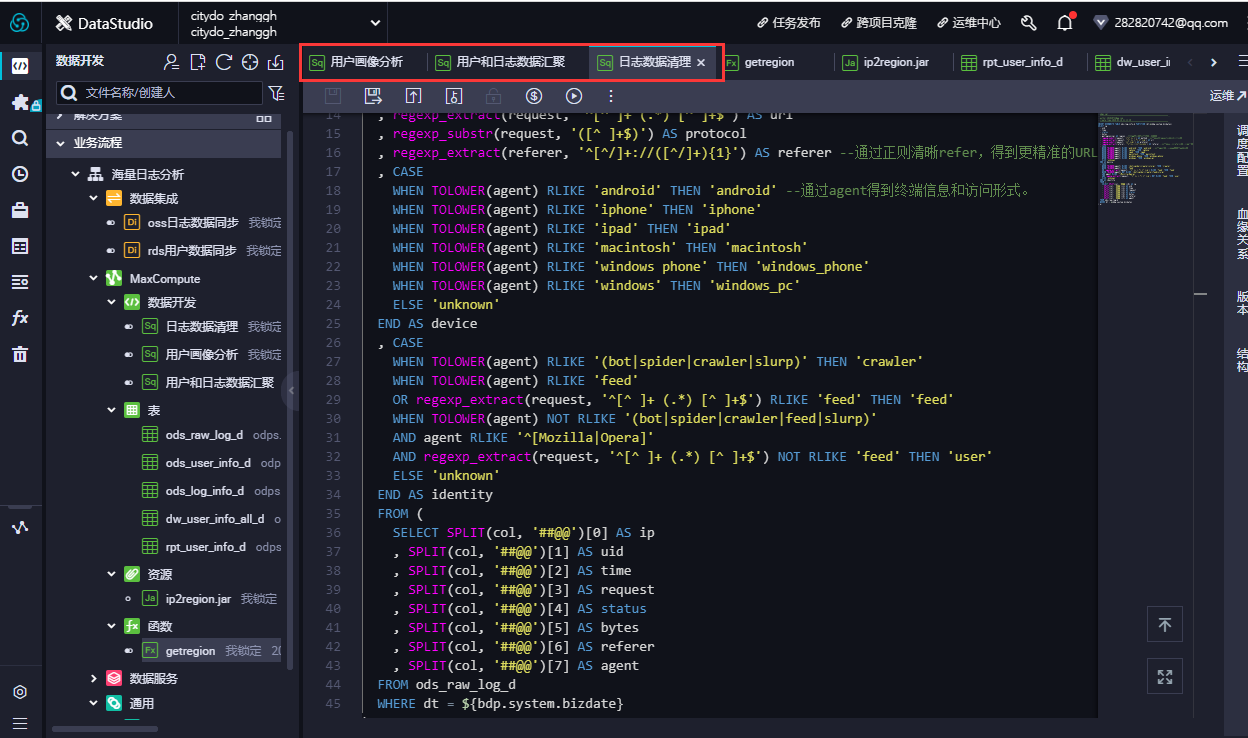 DataStudio
citydo_zhanggh
citydo_zhanggh
任务发布
跨项目克隆
运维中心
282820742@qq.com
数据开发
用户画像分析
用户和日志数据汇聚
日志数据清理
getregion
ip2region.jar
rpt_user_info_d
dw_user_i
文件名称/创建人
运维
解决方案
业务流程
海量日志分析
数据集成
Di oss日志数据同步 我锁定
Di rds用户数据同步 我锁定
MaxCompute
数据开发
Sq 日志数据清理 我锁定
Sq 用户画像分析 我锁定
Sq 用户和日志数据汇聚
表
ods_raw_log_d odps.
ods_user_info_d odp
ods_log_info_d odps
dw_user_info_all_d o
rpt_user_info_d odps
资源
Ja ip2region.jar 我锁定
函数
Fx getregion 我锁定 20
数据服务
通用
14 , regexp_extract(request, '^[^ ]+ (.*) [^ ]+$') AS url
15 , regexp_substr(request, '([^ ]+$)') AS protocol
16 , regexp_extract(referer, '^[^/]+://([^/]+){1}') AS referer --通过正则清晰refer，得到更精准的URL
17 , CASE
18 WHEN TOLOWER(agent) RLIKE 'android' THEN 'android' --通过agent得到终端信息和访问形式。
19 WHEN TOLOWER(agent) RLIKE 'iphone' THEN 'iphone'
20 WHEN TOLOWER(agent) RLIKE 'ipad' THEN 'ipad'
21 WHEN TOLOWER(agent) RLIKE 'macintosh' THEN 'macintosh'
22 WHEN TOLOWER(agent) RLIKE 'windows phone' THEN 'windows_phone'
23 WHEN TOLOWER(agent) RLIKE 'windows' THEN 'windows_pc'
24 ELSE 'unknown'
25 END AS device
26 , CASE
27 WHEN TOLOWER(agent) RLIKE '(bot|spider|crawler|slurp)' THEN 'crawler'
28 WHEN TOLOWER(agent) RLIKE 'feed'
29 OR regexp_extract(request, '^[^ ]+ (.*) [^ ]+$') RLIKE 'feed' THEN 'feed'
30 WHEN TOLOWER(agent) NOT RLIKE '(bot|spider|crawler|feed|slurp)'
31 AND agent RLIKE '^[Mozilla|Opera]'
32 AND regexp_extract(request, '^[^ ]+ (.*) [^ ]+$') NOT RLIKE 'feed' THEN 'user'
33 ELSE 'unknown'
34 END AS identity
35 FROM (
36 SELECT SPLIT(col, '##@@')[0] AS ip
37 , SPLIT(col, '##@@')[1] AS uid
38 , SPLIT(col, '##@@')[2] AS time
39 , SPLIT(col, '##@@')[3] AS request
40 , SPLIT(col, '##@@')[4] AS status
41 , SPLIT(col, '##@@')[5] AS bytes
42 , SPLIT(col, '##@@')[6] AS referer
43 , SPLIT(col, '##@@')[7] AS agent
44 FROM ods_raw_log_d
45 WHERE dt = ${bdp.system.bizdate}
调度配置
血缘关系
版本
结构